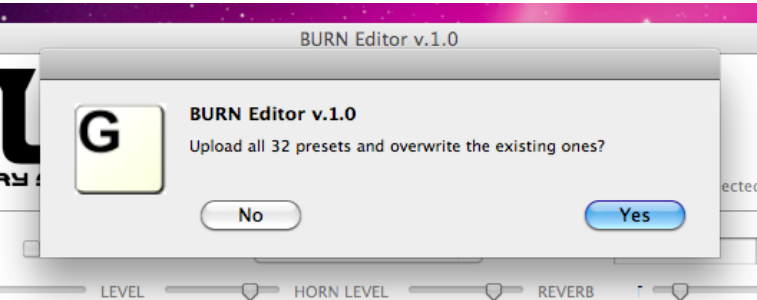 BURN Editor v.1.0
G
BURN Editor v.1.0
Upload all 32 presets and overwrite the existing ones?
No
Yes
LEVEL
HORN LEVEL
REVERB